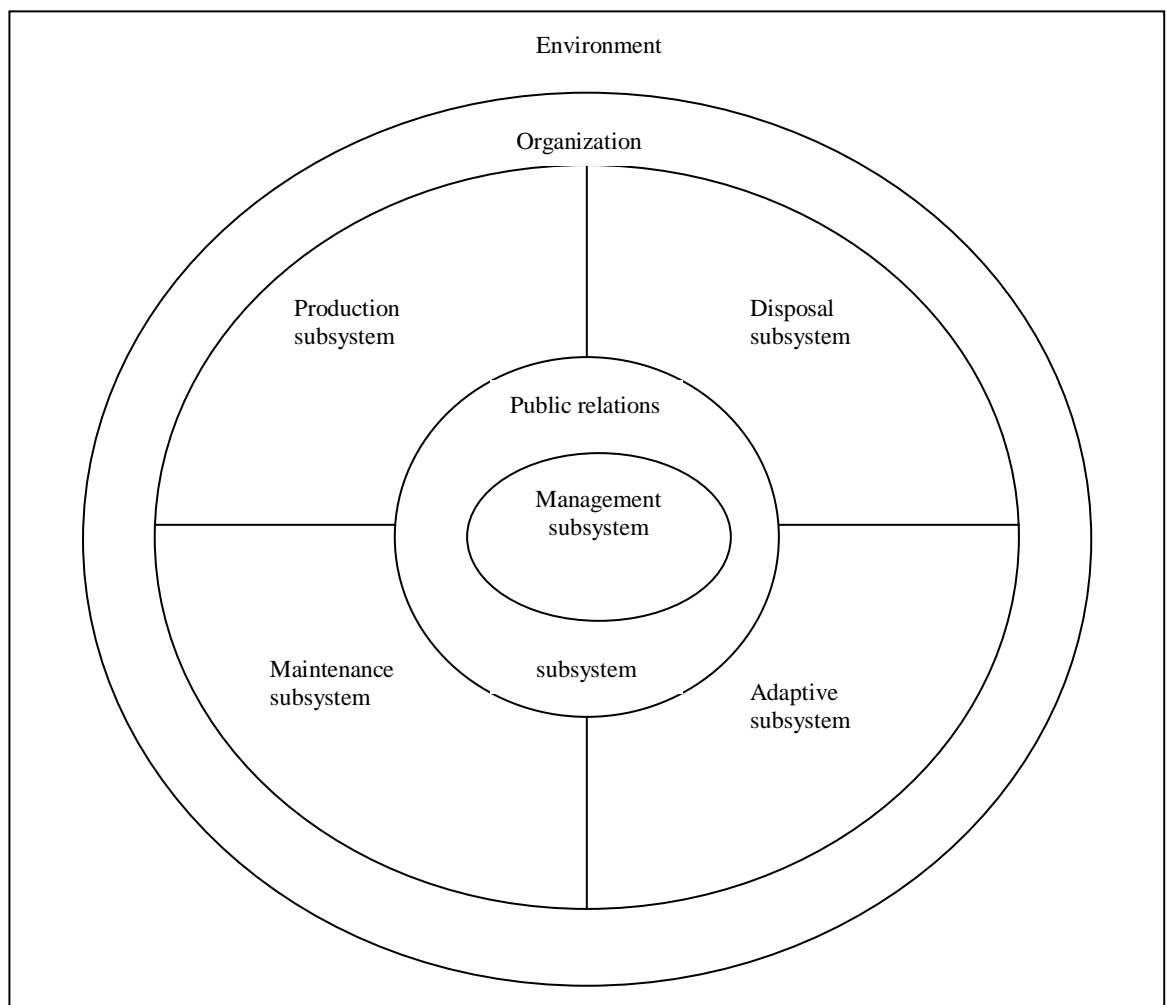 Environment
Organization
Production
subsystem
Disposal
subsystem
Public relations
Management
subsystem
subsystem
Maintenance
subsystem
Adaptive
subsystem